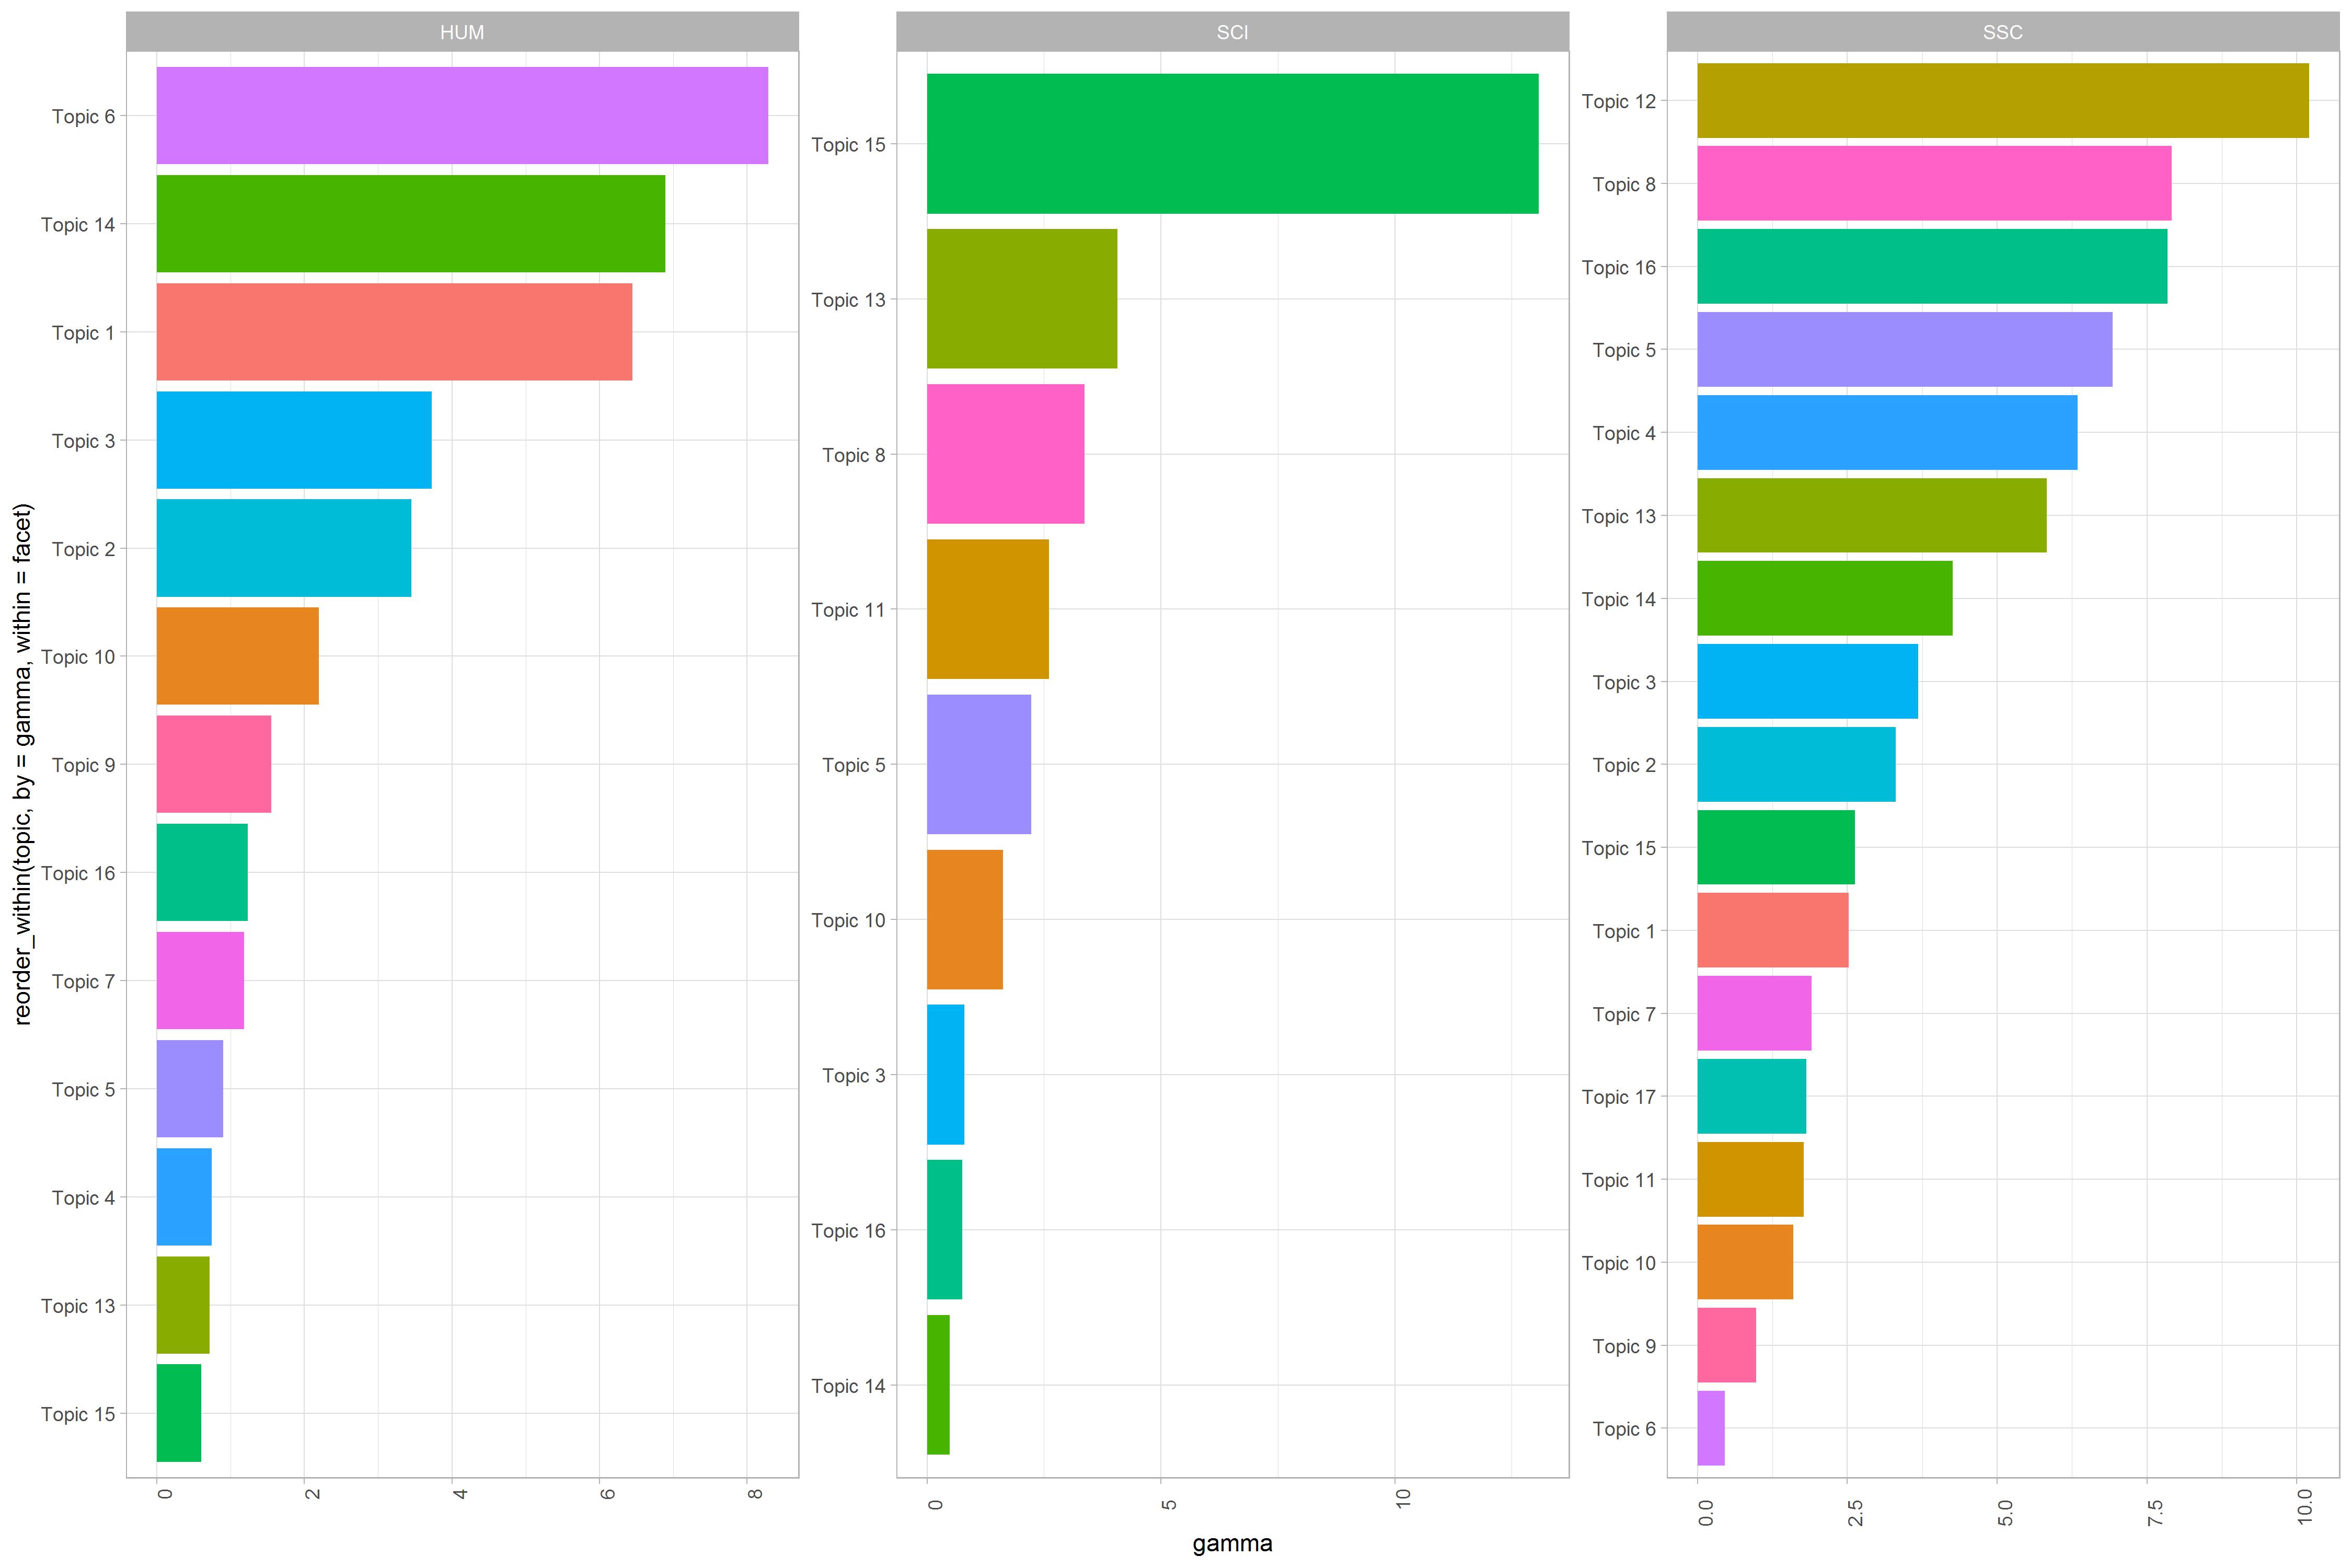 HUM
SCI
SSC
reorder_within(topic, by = gamma, within = facet)
Topic 6
Topic 14
Topic 1
Topic 3
Topic 2
Topic 10
Topic 9
Topic 16
Topic 7
Topic 5
Topic 4
Topic 13
Topic 15
0
2
4
6
8
Topic 15
Topic 13
Topic 8
Topic 11
Topic 5
Topic 10
Topic 3
Topic 16
Topic 14
0
5
10
Topic 12
Topic 8
Topic 16
Topic 5
Topic 4
Topic 13
Topic 14
Topic 3
Topic 2
Topic 15
Topic 1
Topic 7
Topic 17
Topic 11
Topic 10
Topic 9
Topic 6
0.0
2.5
5.0
7.5
10.0
gamma